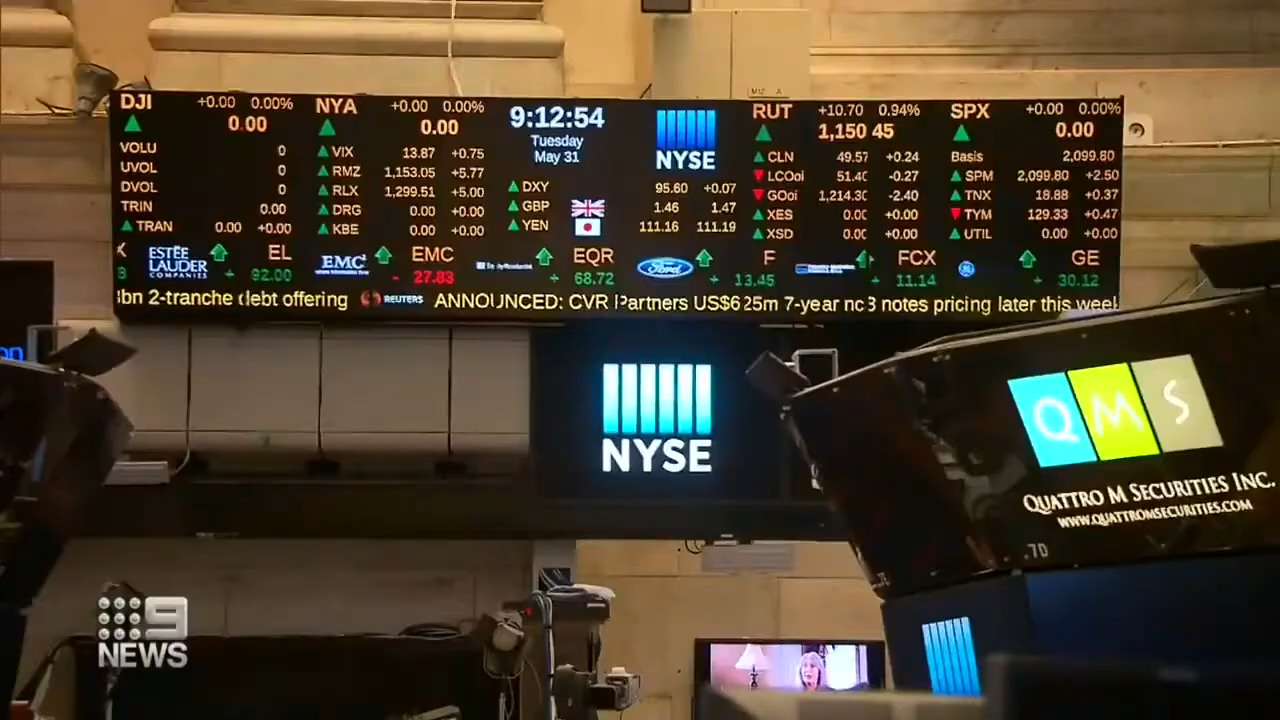 DJI +0.00 0.00%
0.00
VOLU 0
UVOL 0
DVOL 0
TRIN 0.00
TRAN 0.00 +0.00
NYA +0.00 0.00%
0.00
VIX 13.87 +0.75
RMZ 1,153.05 +5.77
RLX 1,299.51 +5.00
DRG 0.00 +0.00
KBE 0.00 +0.00
9:12:54
Tuesday
May 31
NYSE
DXY 95.60 +0.07
GBP 1.46 1.47
YEN 111.16 111.19
RUT +10.70 0.94%
1,150 45
CLN 49.57 +0.24
LCOoi 51.40 -0.27
GOoi 1,214.30 -2.40
XES 0.00 +0.00
XSD 0.00 +0.00
SPX +0.00 0.00%
0.00
Basis 2,099.80
SPM 2,099.80 +2.50
TNX 18.88 +0.37
TYM 129.33 +0.47
UTIL 0.00 +0.00
ESTĒE LAUDER COMPANIES EL
92.00
EMC² EMC
- 27.83
EQR
+ 68.72
Ford F
+ 13.45
FCX
+ 11.14
GE
+ 30.12
bn 2-tranche debt offering REUTERS ANNOUNCED: CVR Partners US$625m 7-year nc3 notes pricing later this week
NYSE
QMS
QUATTRO M SECURITIES INC.
WWW.QUATTROMSECURITIES.COM
.70
9
NEWS